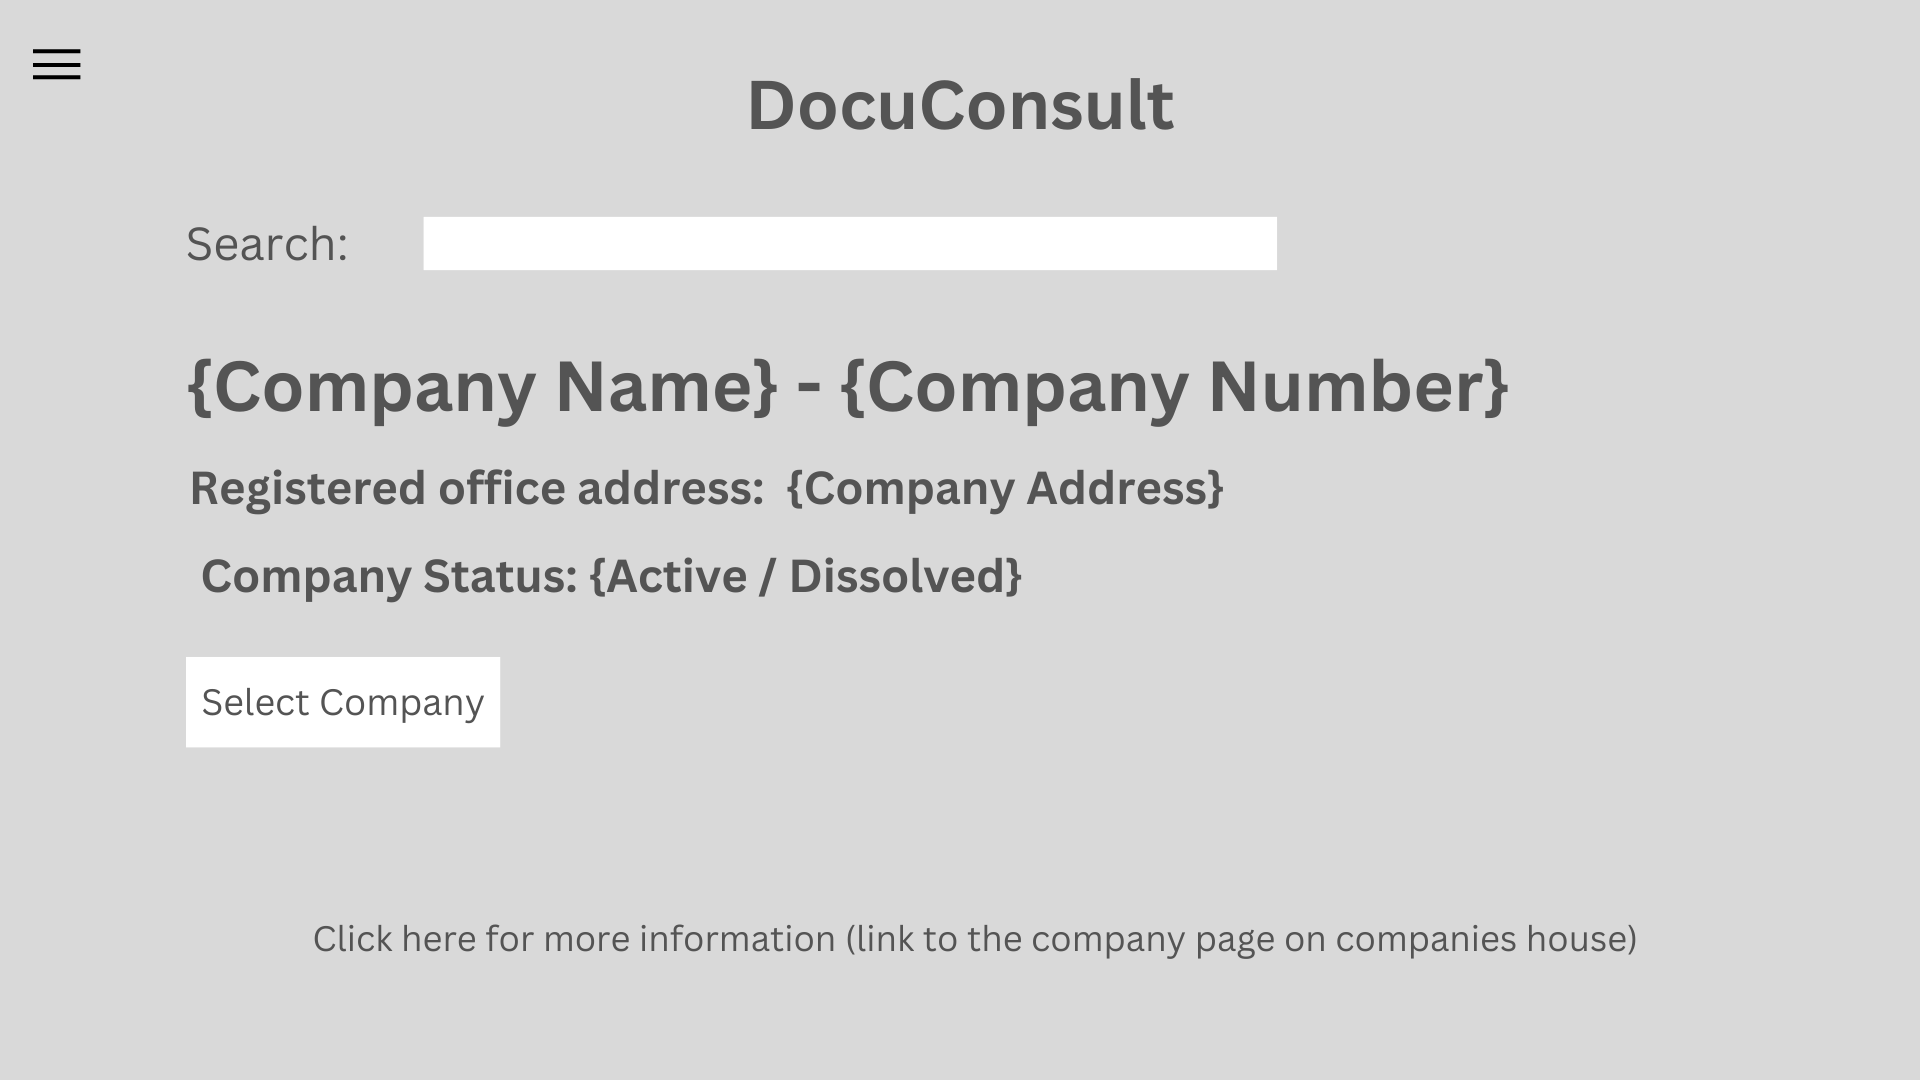 DocuConsult
Search:
{Company Name} - {Company Number}
Registered office address: {Company Address}
Company Status: {Active / Dissolved}
Select Company
Click here for more information (link to the company page on companies house)